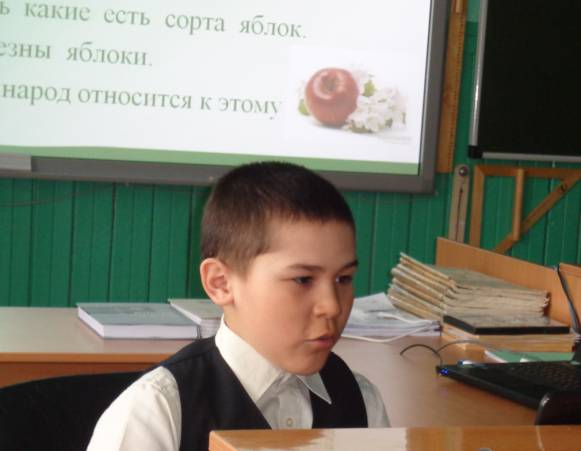 ь какие есть сорта яблок.
езны яблоки.
народ относится к этому